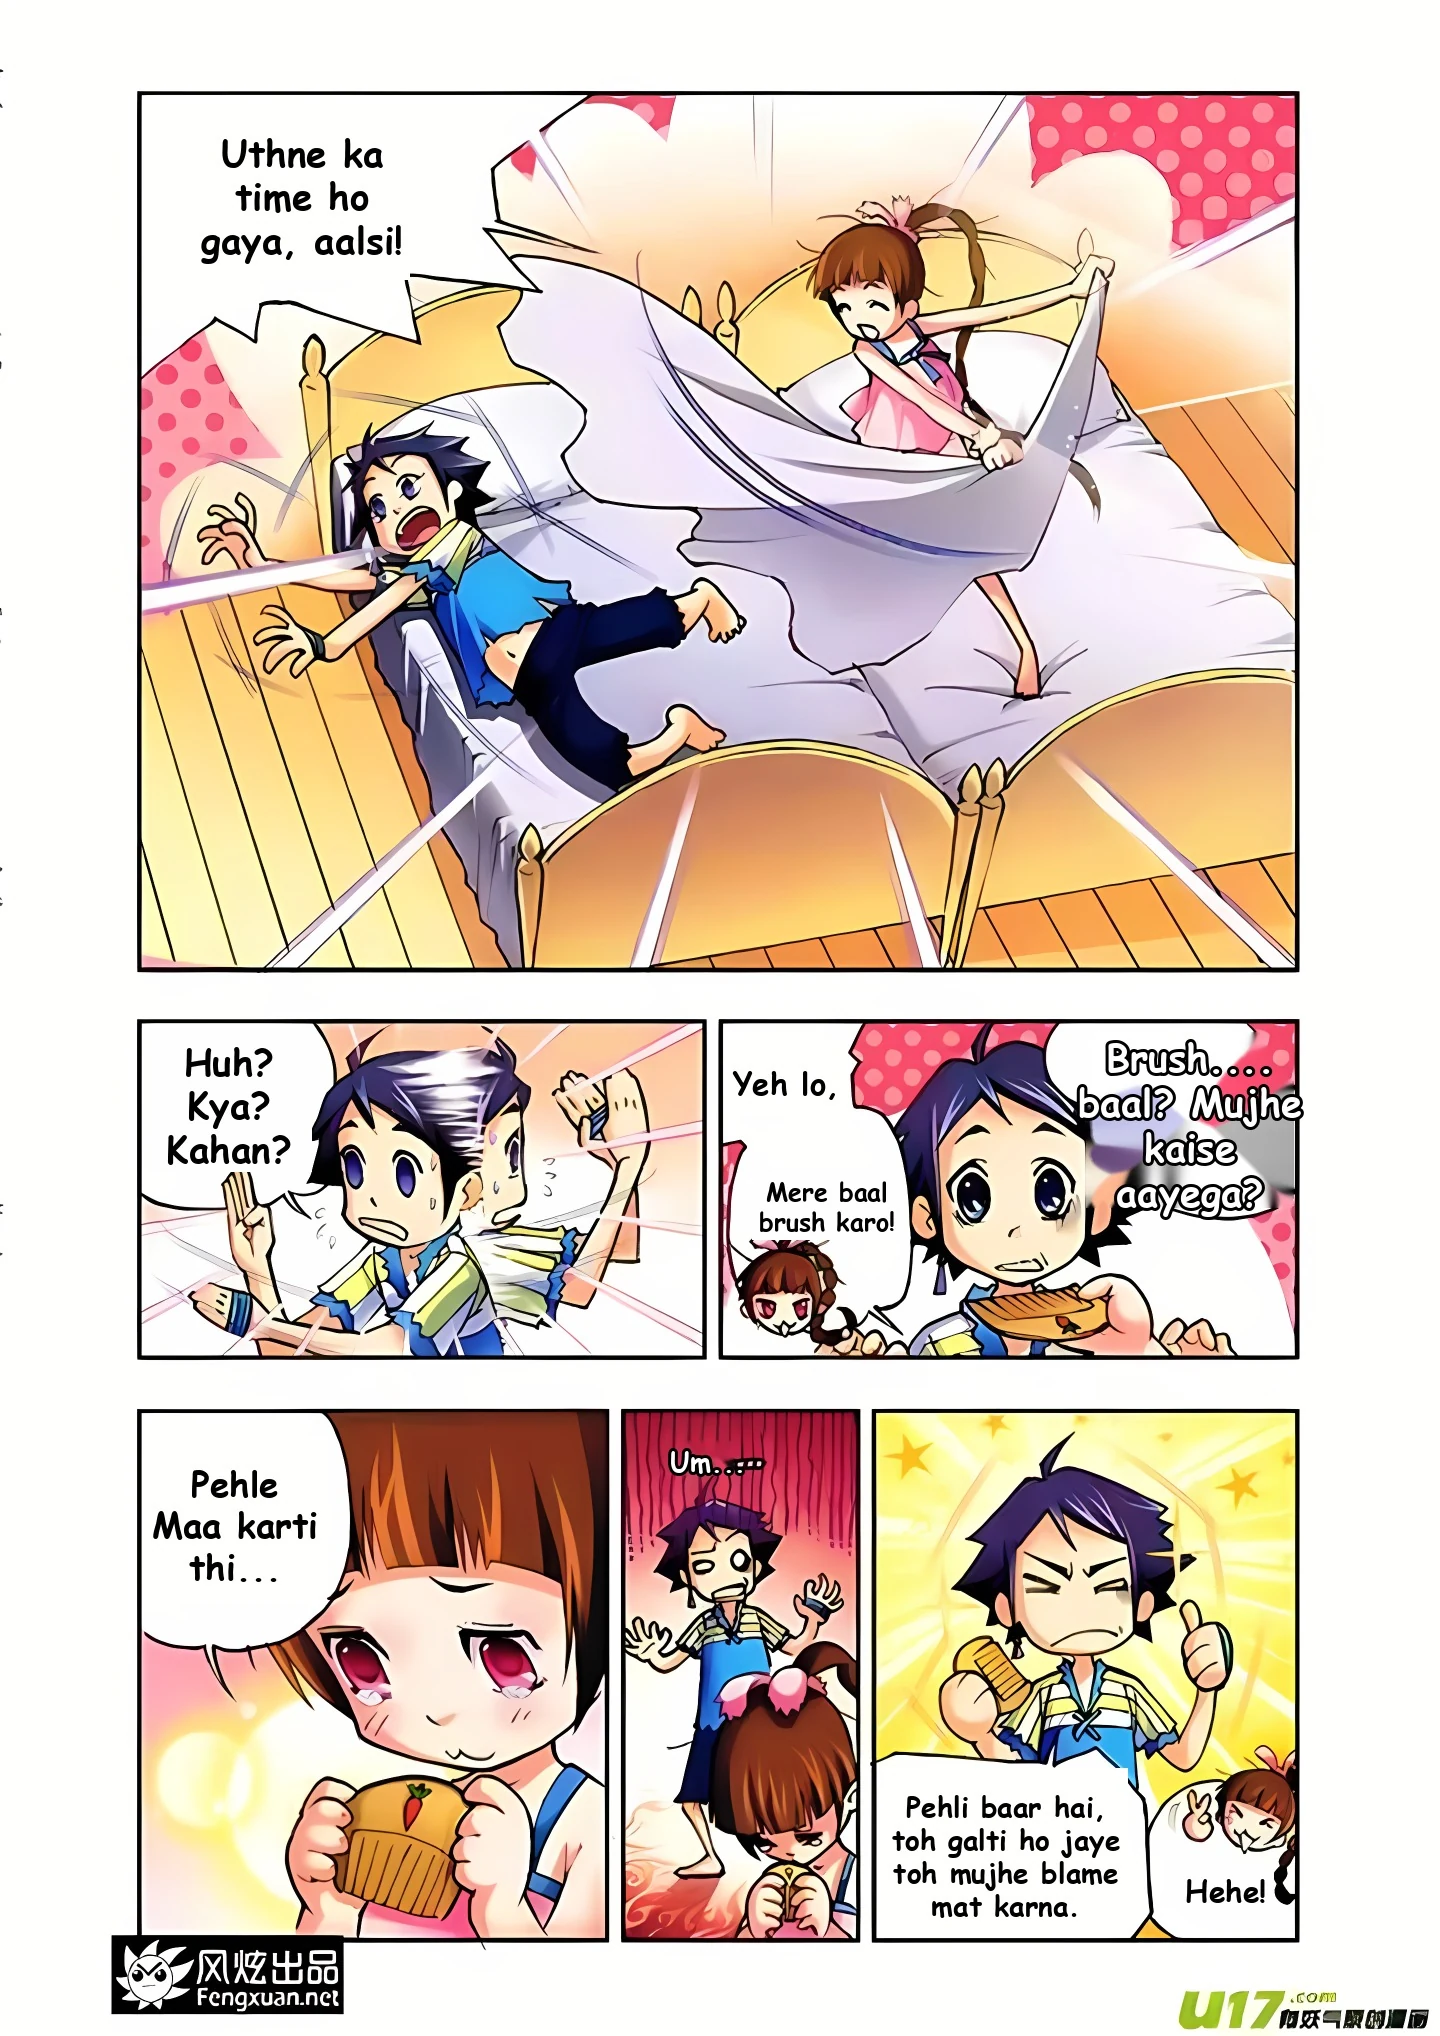 Uthne ka
time ho
gaya, aalsi!
Huh?
Kya?
Kahan?
Yeh lo,
Mere baal
brush karo!
Brush....
baal? Mujhe
kaise
aayega?
Pehle
Maa karti
thi...
Um...
Pehli baar hai,
toh galti ho jaye
toh mujhe blame
mat karna.
Hehe!
风炫出品
Fengxuan.net
U17.com